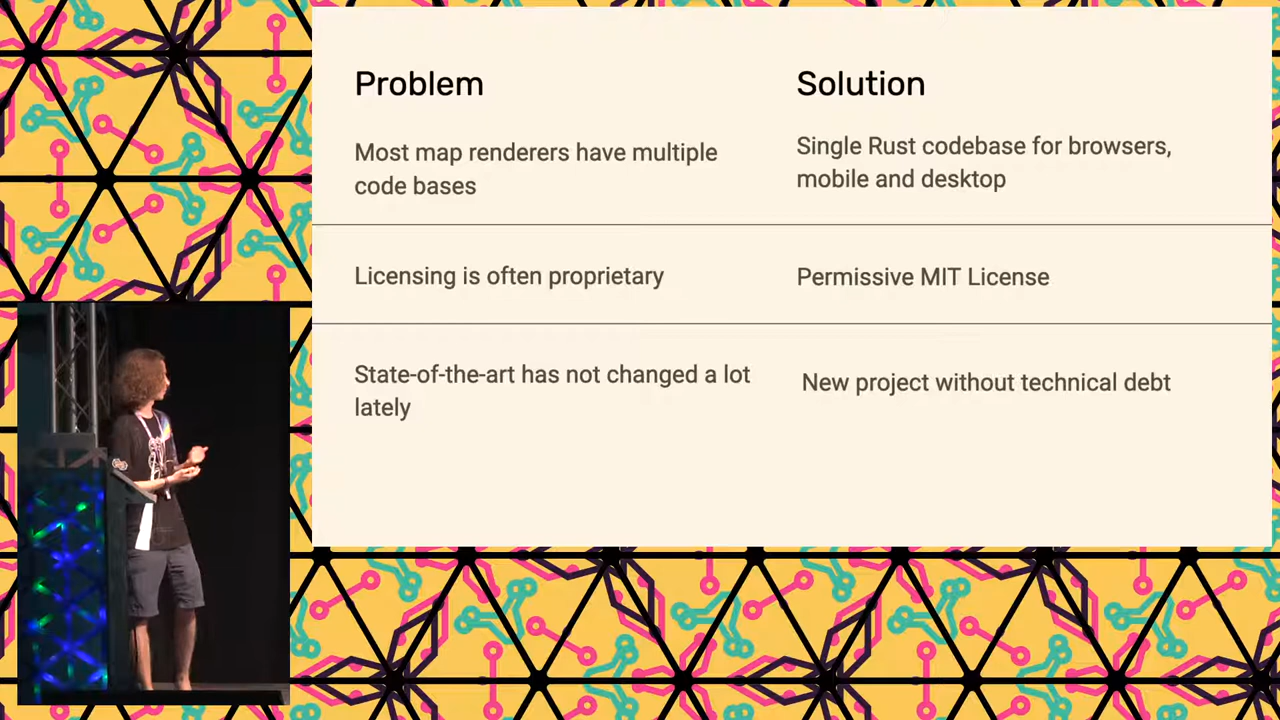 Problem
Solution
Most map renderers have multiple
code bases
Single Rust codebase for browsers,
mobile and desktop
Licensing is often proprietary
Permissive MIT License
State-of-the-art has not changed a lot
lately
New project without technical debt